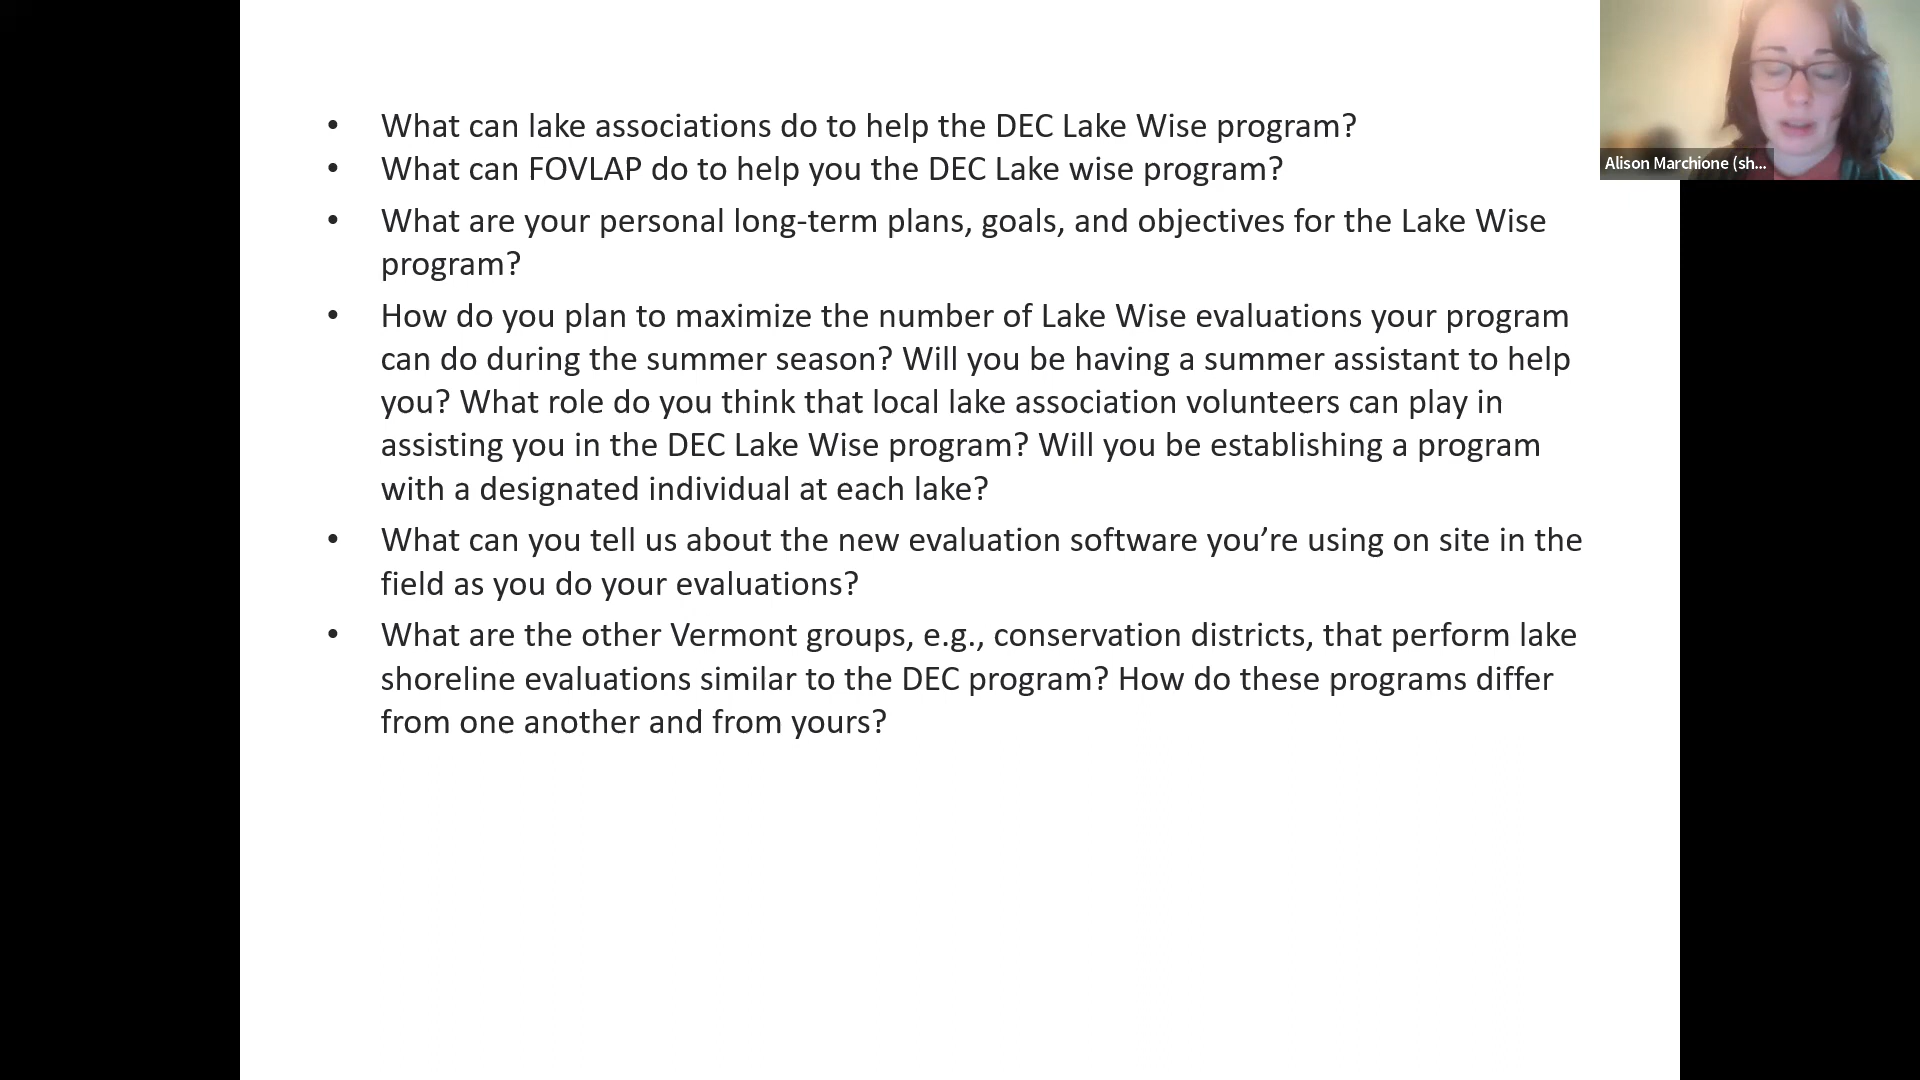 • What can lake associations do to help the DEC Lake Wise program?
• What can FOVLAP do to help you the DEC Lake wise program?
• What are your personal long-term plans, goals, and objectives for the Lake Wise
program?
• How do you plan to maximize the number of Lake Wise evaluations your program
can do during the summer season? Will you be having a summer assistant to help
you? What role do you think that local lake association volunteers can play in
assisting you in the DEC Lake Wise program? Will you be establishing a program
with a designated individual at each lake?
• What can you tell us about the new evaluation software you’re using on site in the
field as you do your evaluations?
• What are the other Vermont groups, e.g., conservation districts, that perform lake
shoreline evaluations similar to the DEC program? How do these programs differ
from one another and from yours?
Alison Marchione (sh...